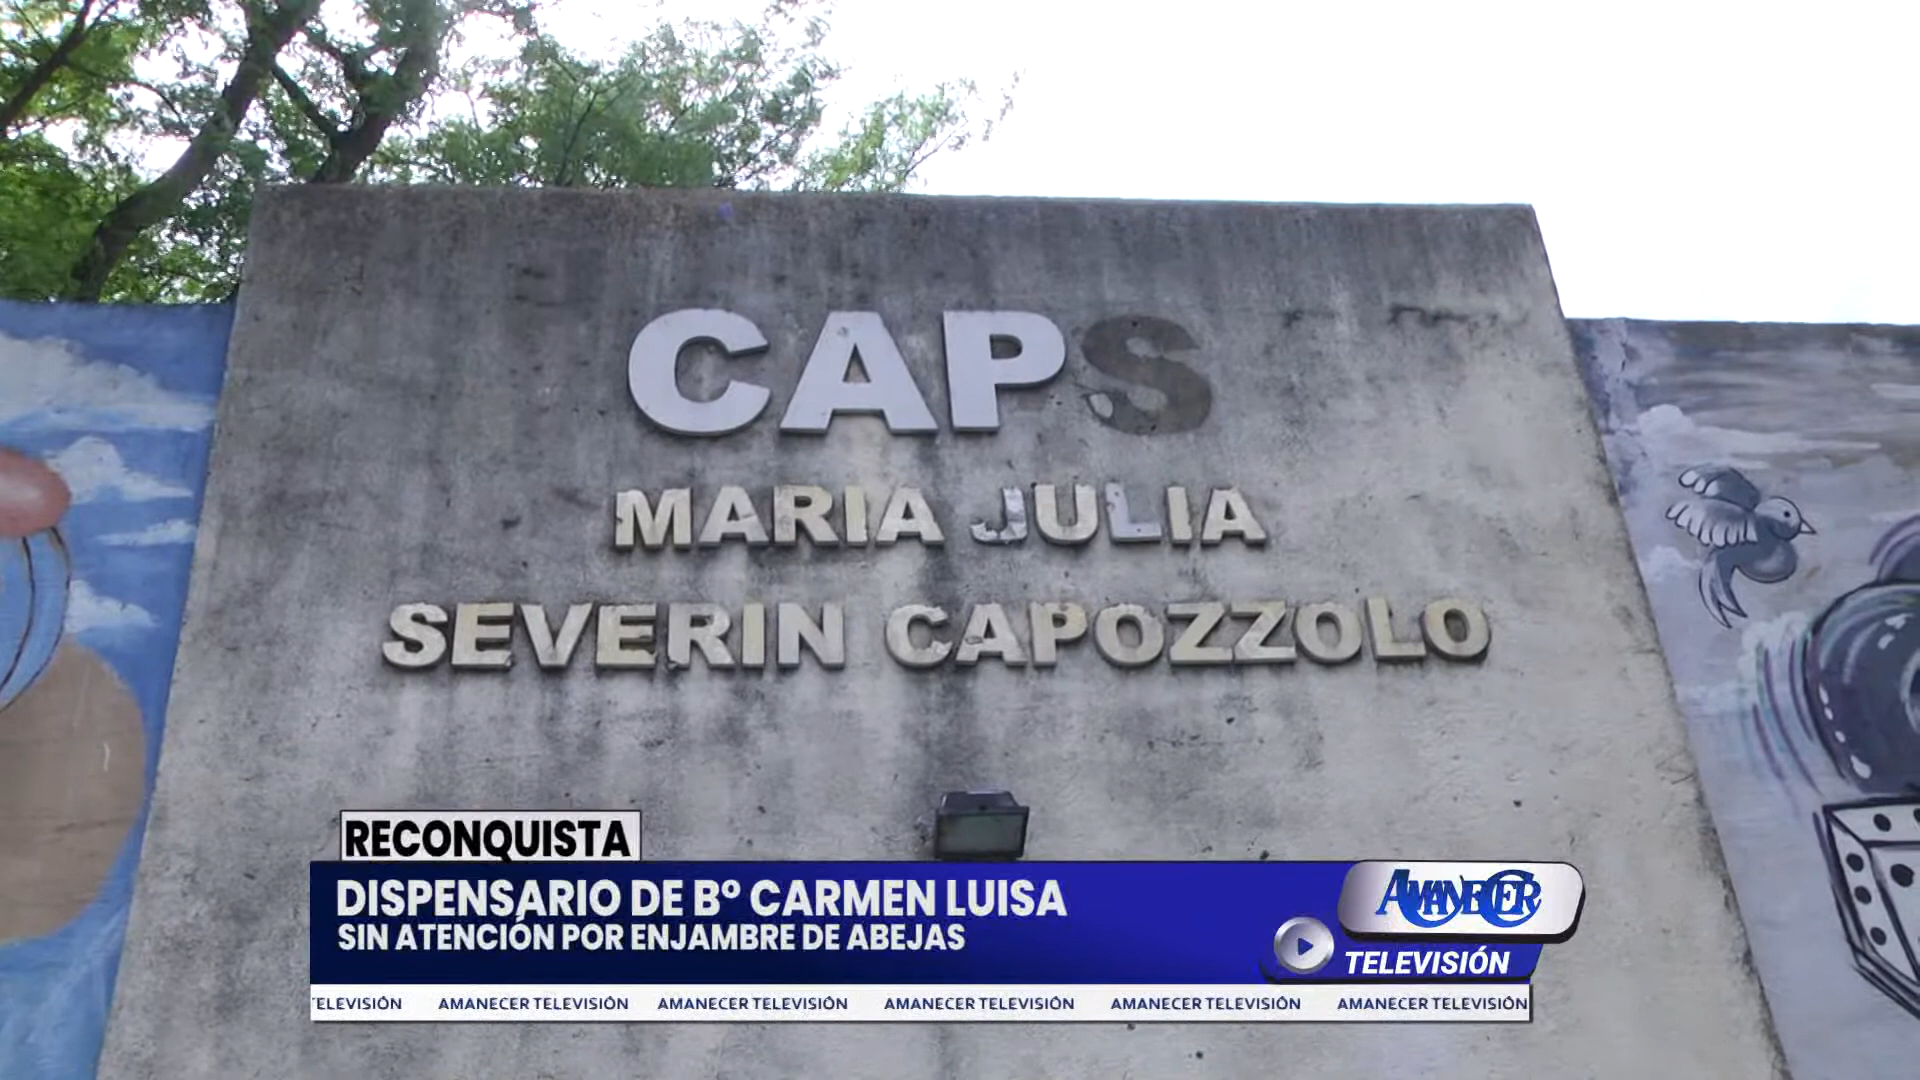 CAPS
MARIA JULIA
SEVERIN CAPOZZOLO
RECONQUISTA
DISPENSARIO DE Bº CARMEN LUISA
SIN ATENCIÓN POR ENJAMBRE DE ABEJAS
AMANECER
TELEVISIÓN
TELEVISIÓN AMANECER TELEVISIÓN AMANECER TELEVISIÓN AMANECER TELEVISIÓN AMANECER TELEVISIÓN AMANECER TELEVISIÓN